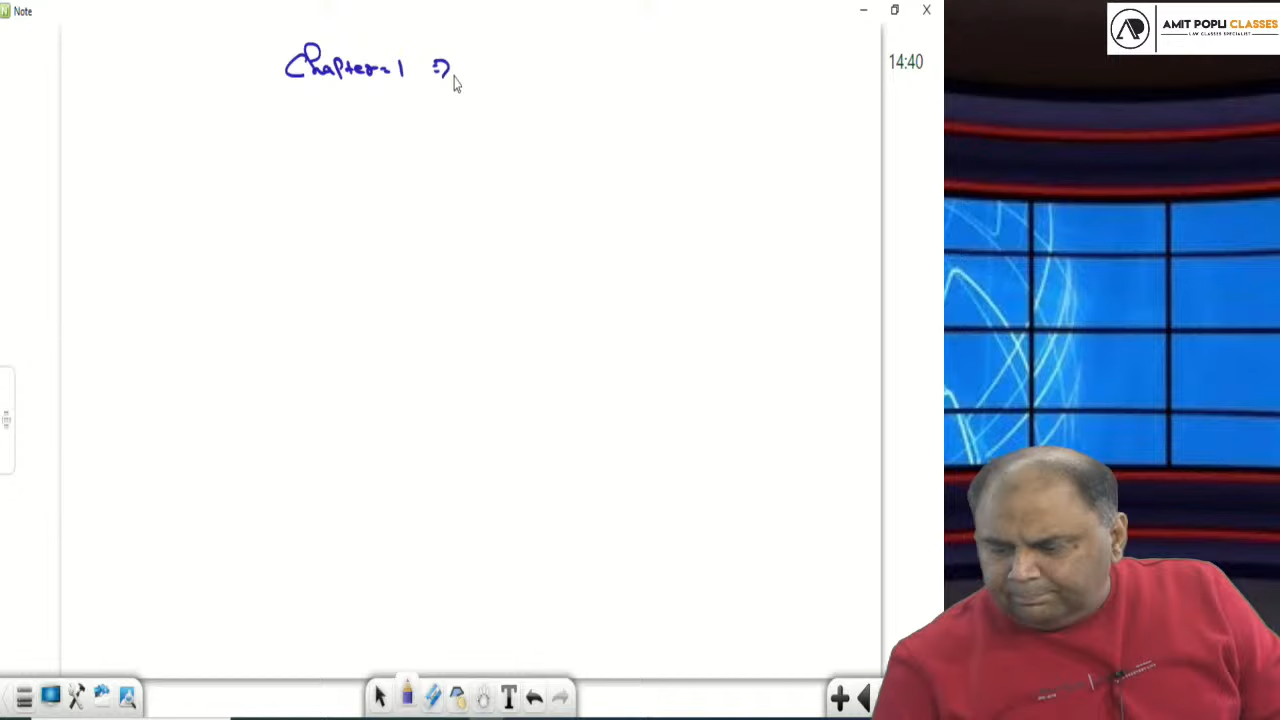 Note
AMIT POPLI CLASSES
LAW CLASSES SPECIALIST
Chapter-1 ⇒
14:40